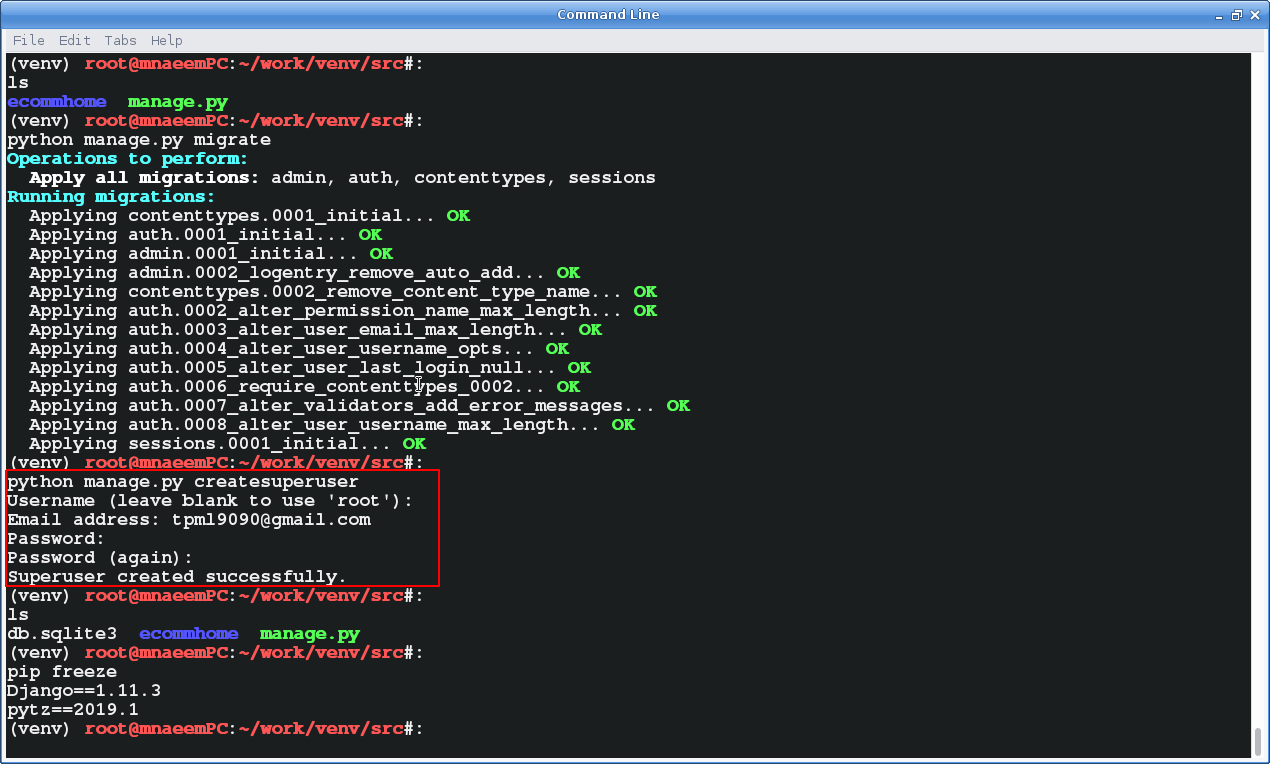 Command Line
File Edit Tabs Help
(venv) root@mnaeemPC:~/work/venv/src#:
ls
ecommhome  manage.py
(venv) root@mnaeemPC:~/work/venv/src#:
python manage.py migrate
Operations to perform:
  Apply all migrations: admin, auth, contenttypes, sessions
Running migrations:
  Applying contenttypes.0001_initial... OK
  Applying auth.0001_initial... OK
  Applying admin.0001_initial... OK
  Applying admin.0002_logentry_remove_auto_add... OK
  Applying contenttypes.0002_remove_content_type_name... OK
  Applying auth.0002_alter_permission_name_max_length... OK
  Applying auth.0003_alter_user_email_max_length... OK
  Applying auth.0004_alter_user_username_opts... OK
  Applying auth.0005_alter_user_last_login_null... OK
  Applying auth.0006_require_contenttypes_0002... OK
  Applying auth.0007_alter_validators_add_error_messages... OK
  Applying auth.0008_alter_user_username_max_length... OK
  Applying sessions.0001_initial... OK
(venv) root@mnaeemPC:~/work/venv/src#:
python manage.py createsuperuser
Username (leave blank to use 'root'):
Email address: tpml9090@gmail.com
Password:
Password (again):
Superuser created successfully.
(venv) root@mnaeemPC:~/work/venv/src#:
ls
db.sqlite3  ecommhome  manage.py
(venv) root@mnaeemPC:~/work/venv/src#:
pip freeze
Django==1.11.3
pytz==2019.1
(venv) root@mnaeemPC:~/work/venv/src#: